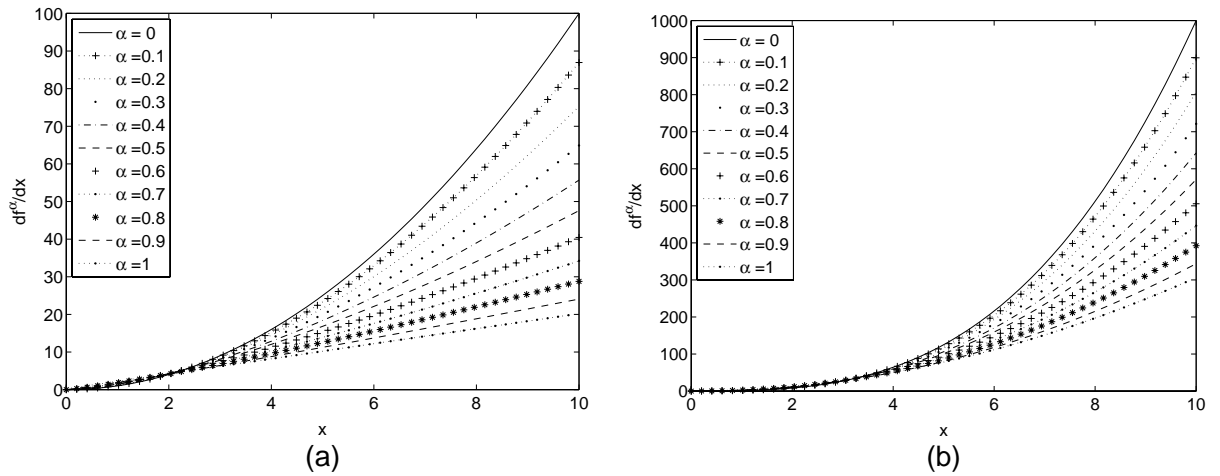 100
90
80
70
60
50
40
30
20
10
0
df^α/dx
α = 0
α =0.1
α =0.2
α =0.3
α =0.4
α =0.5
α =0.6
α =0.7
α =0.8
α =0.9
α =1
0 2 4 6 8 10
x
(a)
1000
900
800
700
600
500
400
300
200
100
0
df^α/dx
α = 0
α =0.1
α =0.2
α =0.3
α =0.4
α =0.5
α =0.6
α =0.7
α =0.8
α =0.9
α =1
0 2 4 6 8 10
x
(b)